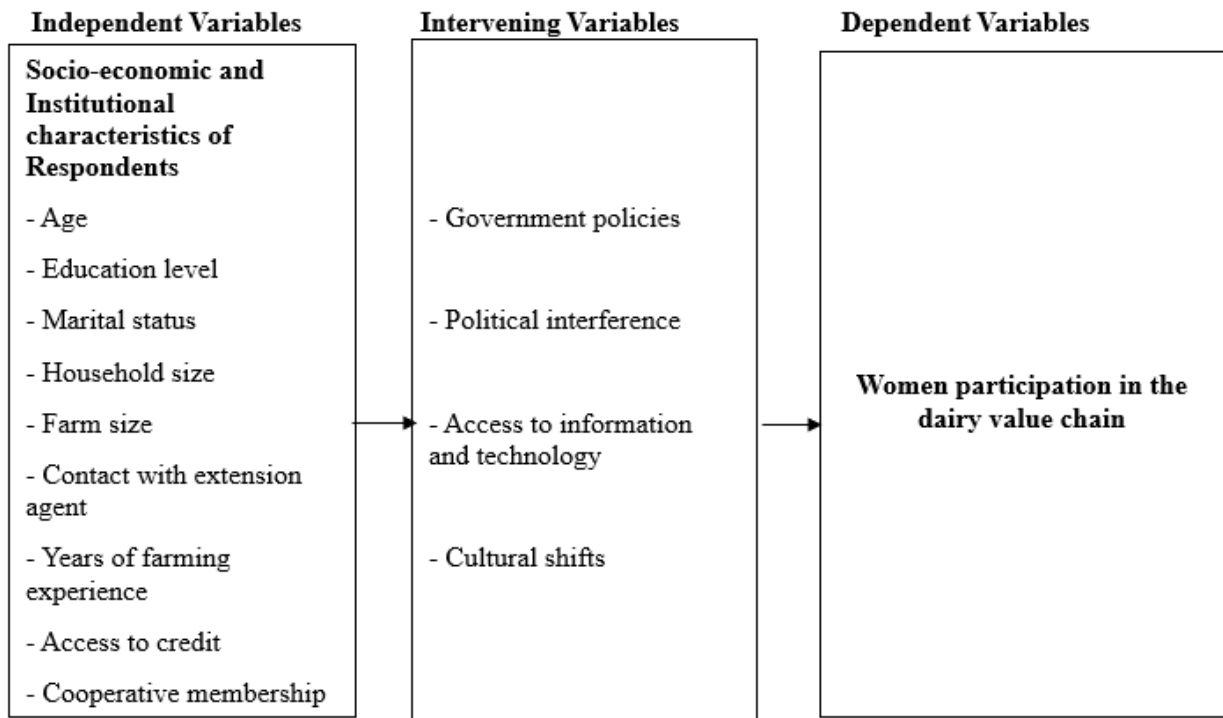 Independent Variables
Socio-economic and
Institutional
characteristics of
Respondents
- Age
- Education level
- Marital status
- Household size
- Farm size
- Contact with extension
agent
- Years of farming
experience
- Access to credit
- Cooperative membership
Intervening Variables
- Government policies
- Political interference
- Access to information
and technology
- Cultural shifts
Dependent Variables
Women participation in the
dairy value chain